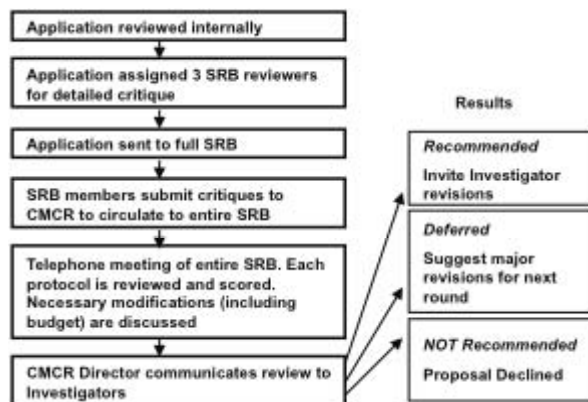 Application reviewed internally
Application assigned 3 SRB reviewers
for detailed critique
Application sent to full SRB
SRB members submit critiques to
CMCR to circulate to entire SRB
Telephone meeting of entire SRB. Each
protocol is reviewed and scored.
Necessary modifications (including
budget) are discussed
CMCR Director communicates review to
Investigators
Results
Recommended
Invite Investigator
revisions
Deferred
Suggest major
revisions for next
round
NOT Recommended
Proposal Declined